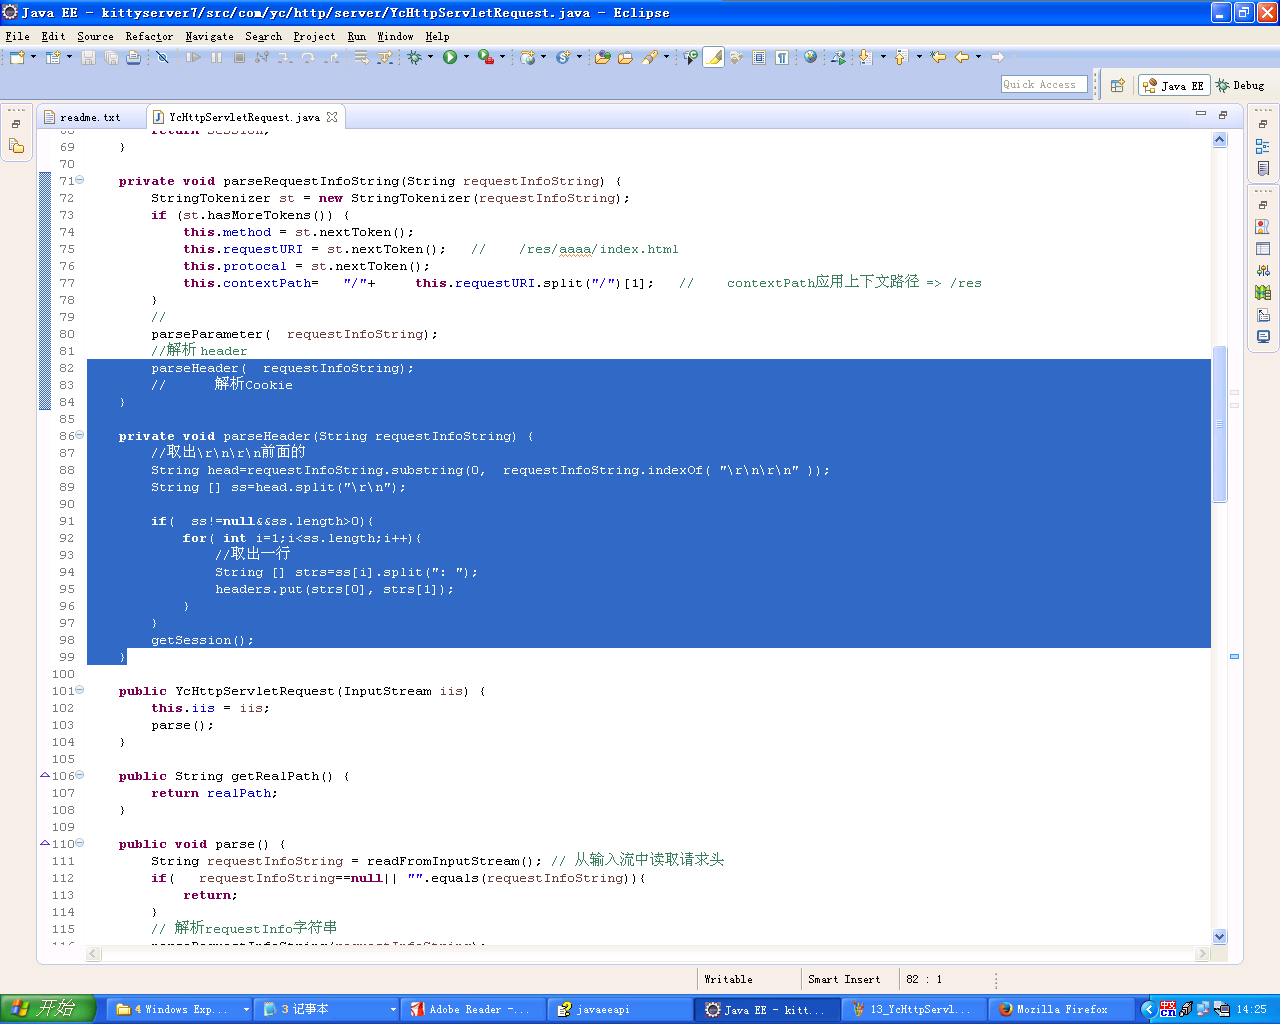 Java EE - kittyserver7/src/com/yc/http/server/YcHttpServletRequest.java - Eclipse
File Edit Source Refactor Navigate Search Project Run Window Help
Quick Access
Java EE
Debug
readme.txt
YcHttpServletRequest.java
68 return session;
69 }
70
71 private void parseRequestInfoString(String requestInfoString) {
72 StringTokenizer st = new StringTokenizer(requestInfoString);
73 if (st.hasMoreTokens()) {
74 this.method = st.nextToken();
75 this.requestURI = st.nextToken(); // /res/aaaa/index.html
76 this.protocal = st.nextToken();
77 this.contextPath= "/"+ this.requestURI.split("/")[1]; // contextPath应用上下文路径 => /res
78 }
79 //
80 parseParameter( requestInfoString);
81 //解析 header
82 parseHeader( requestInfoString);
83 // 解析Cookie
84 }
85
86 private void parseHeader(String requestInfoString) {
87 //取出\r\n\r\n前面的
88 String head=requestInfoString.substring(0, requestInfoString.indexOf( "\r\n\r\n" ));
89 String [] ss=head.split("\r\n");
90
91 if( ss!=null&&ss.length>0){
92 for( int i=1;i<ss.length;i++){
93 //取出一行
94 String [] strs=ss[i].split(": ");
95 headers.put(strs[0], strs[1]);
96 }
97 }
98 getSession();
99 }
100
101 public YcHttpServletRequest(InputStream iis) {
102 this.iis = iis;
103 parse();
104 }
105
106 public String getRealPath() {
107 return realPath;
108 }
109
110 public void parse() {
111 String requestInfoString = readFromInputStream(); // 从输入流中读取请求头
112 if( requestInfoString==null|| "".equals(requestInfoString)){
113 return;
114 }
115 // 解析requestInfo字符串
116 parseRequestInfoString(requestInfoString);
Writable Smart Insert 82 : 1
开始 4 Windows Exp... 3 记事本 Adobe Reader -... javaeeapi Java EE - kitt... 13_YcHttpServl... Mozilla Firefox 14:25